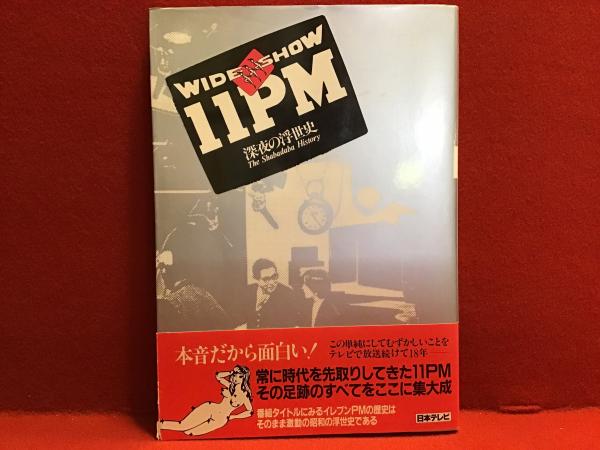 WIDE SHOW
11PM
深夜の浮世史
The Shabadaba History
本音だから面白い!
この単純にしてむずかしいことを
テレビで放送続けて18年――
常に時代を先取りしてきた11PM
その足跡のすべてをここに集大成
番組タイトルにみるイレブンPMの歴史は
そのまま激動の昭和の浮世史である
日本テレビ